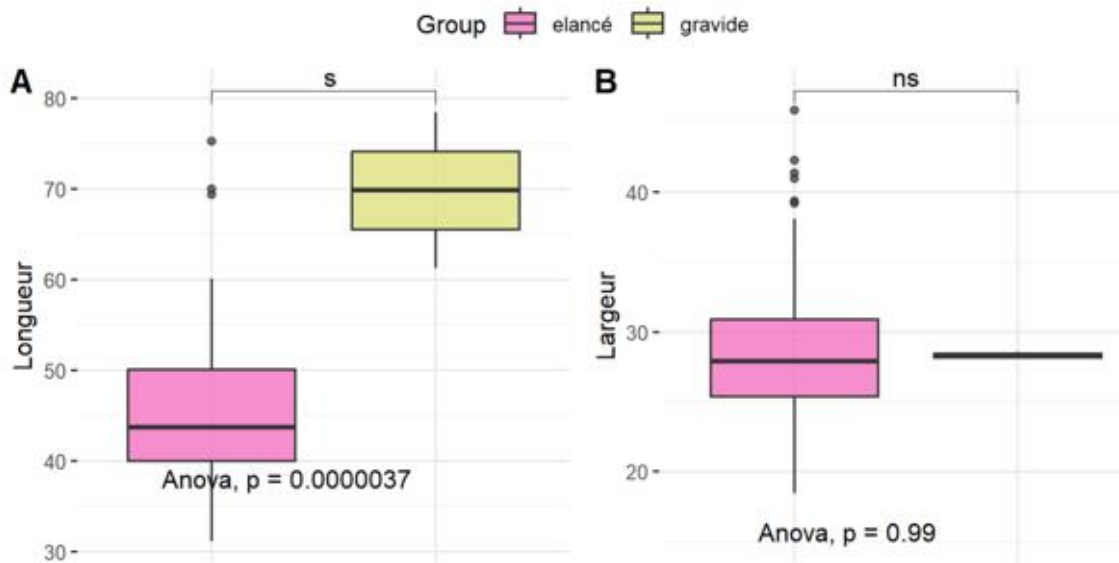 Group elancé gravide
A
s
Longueur
80
70
60
50
40
30
Anova, p = 0.0000037
B
ns
Largeur
40
30
20
Anova, p = 0.99